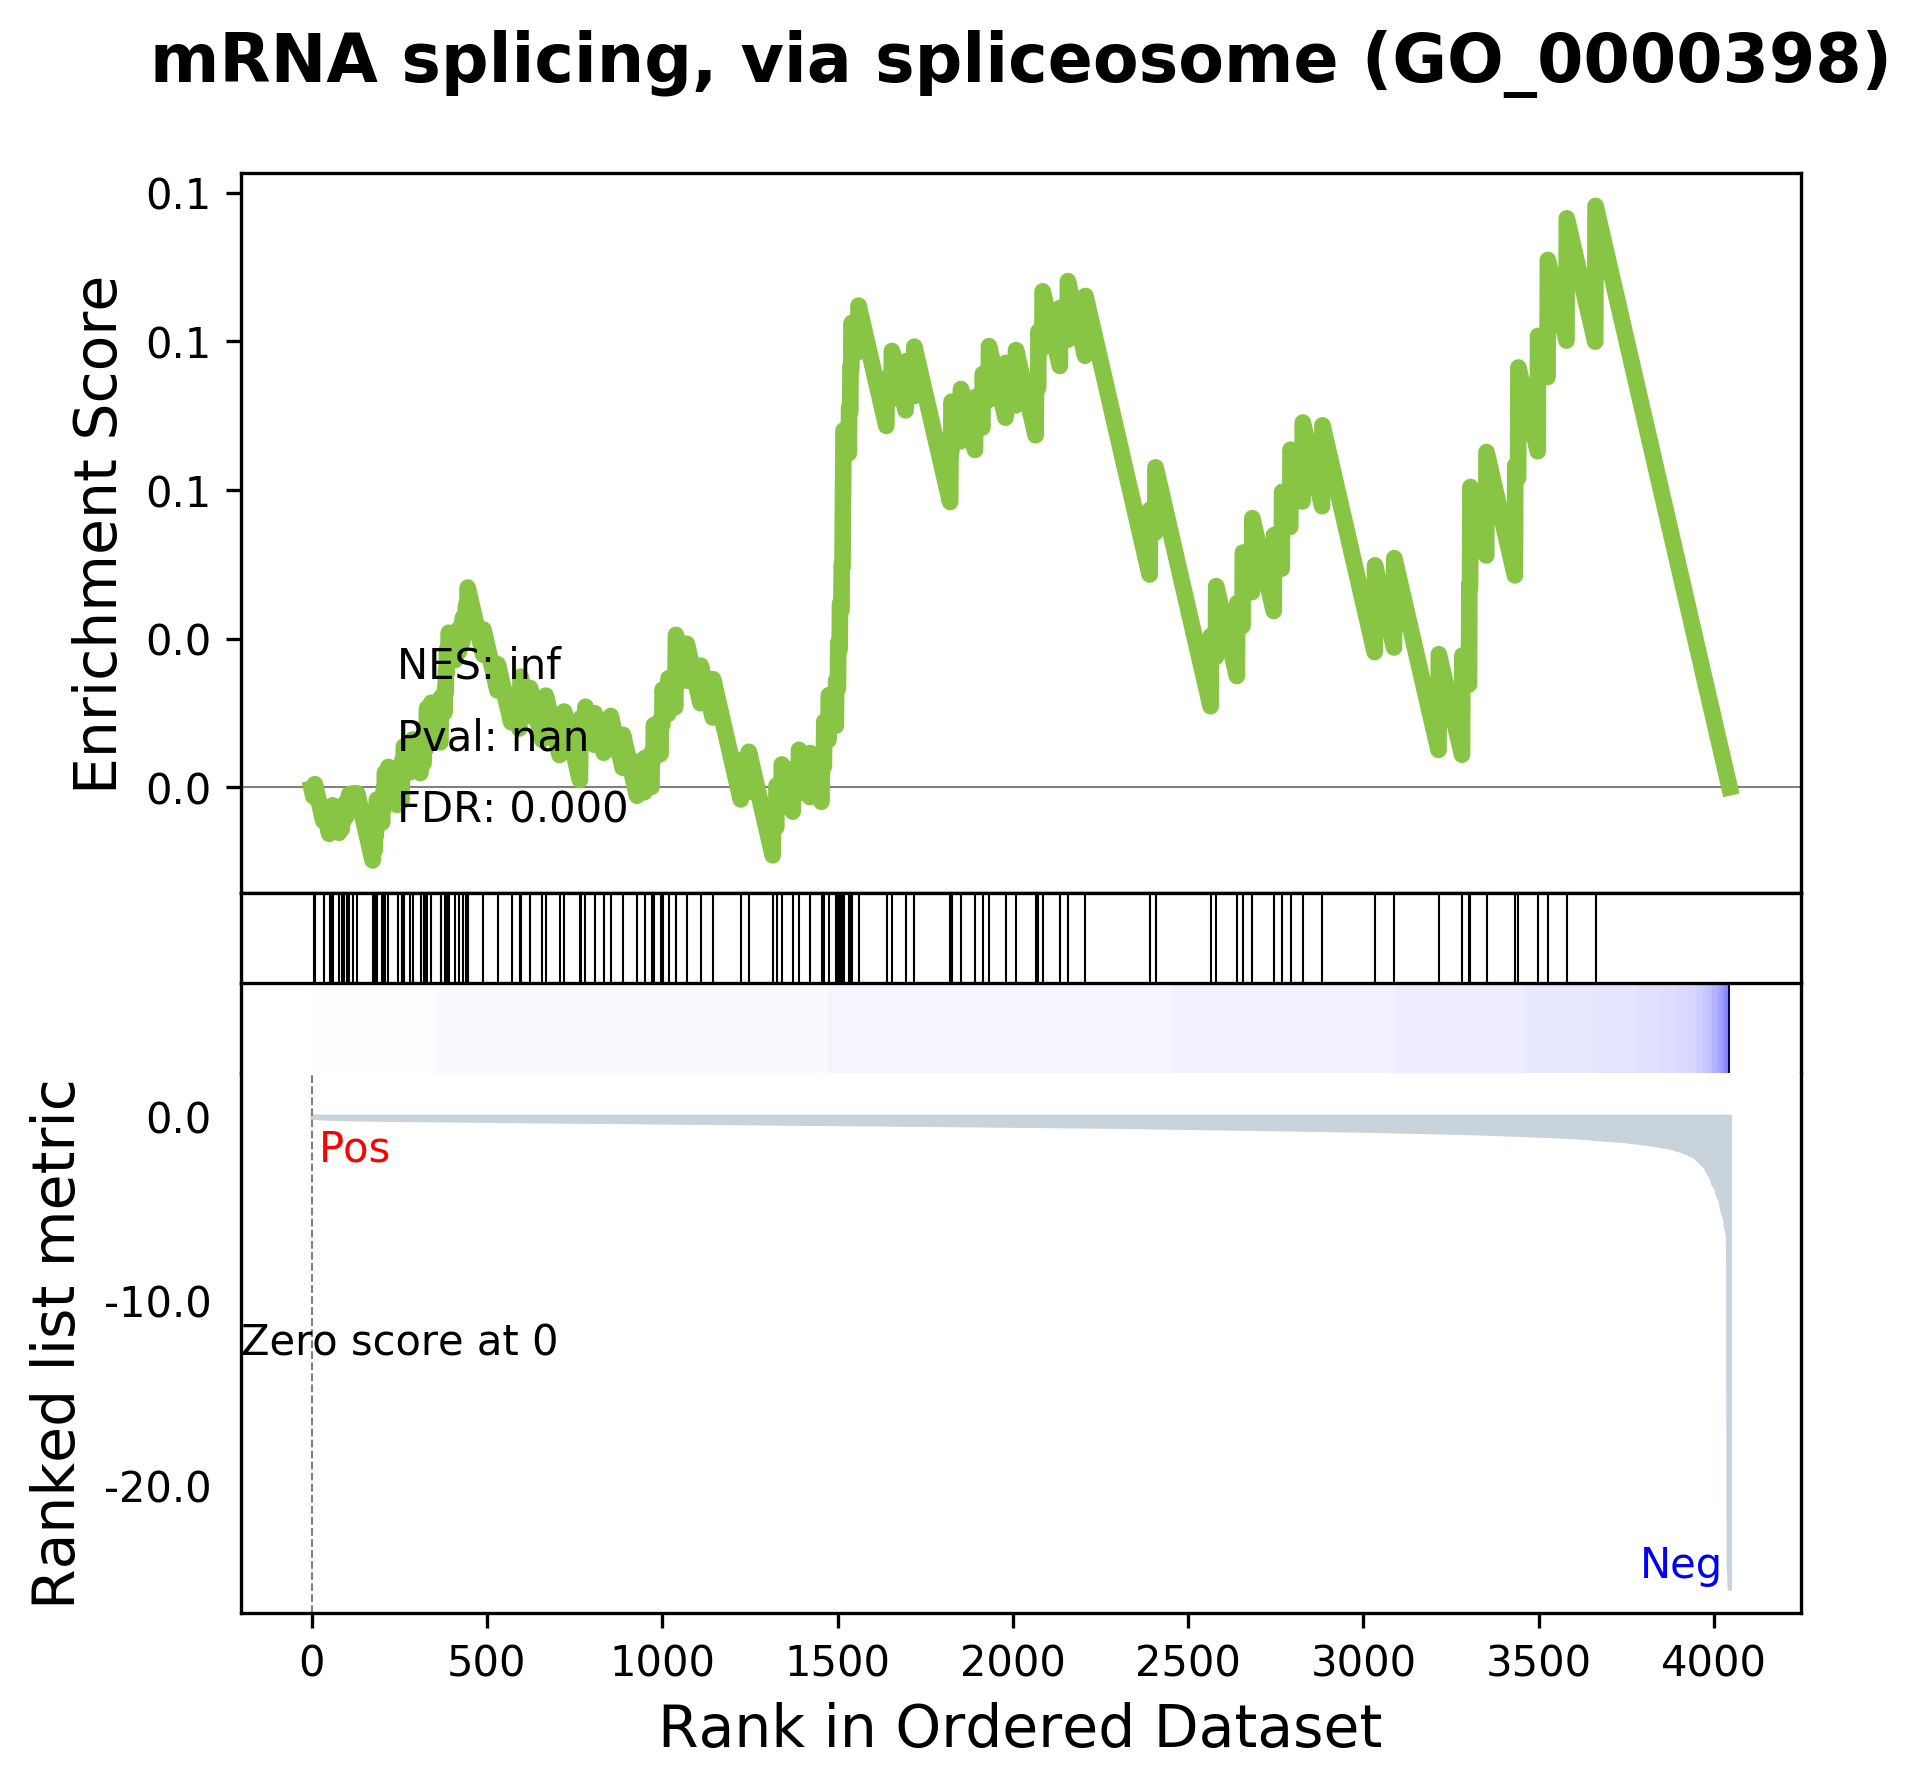 mRNA splicing, via spliceosome (GO_0000398)
Enrichment Score
0.1
0.1
0.1
0.0
0.0
NES: inf
Pval: nan
FDR: 0.000
Ranked list metric
0.0
-10.0
-20.0
Pos
Zero score at 0
Neg
0 500 1000 1500 2000 2500 3000 3500 4000
Rank in Ordered Dataset